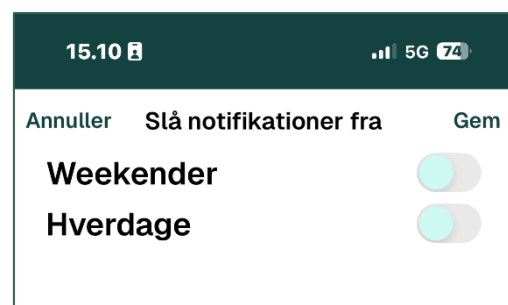 15.10 5G 74
Annuller Slå notifikationer fra Gem
Weekender
Hverdage